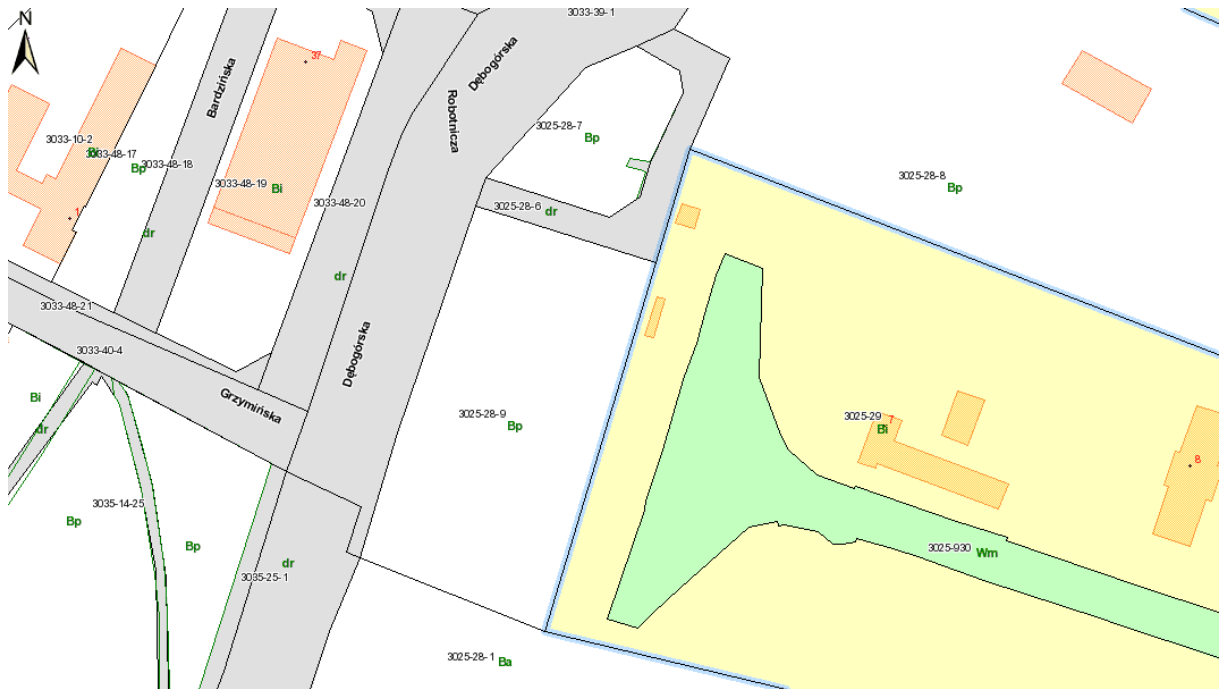 N
3033-39-1
Dębogórska
37
Bardzińska
Robotnicza
3025-28-7
Bp
3033-10-2
Bi
3033-48-17
Bp
3033-48-18
3033-48-19
Bi
3033-48-20
3025-28-8
Bp
1
dr
3025-28-6
dr
dr
3033-48-21
3033-40-4
Dębogórska
Grzymińska
Bi
dr
3025-28-9
Bp
3025-29
7
Bi
8
3035-14-25
Bp
Bp
dr
3035-25-1
3025-930
Wm
3025-28-1
Ba